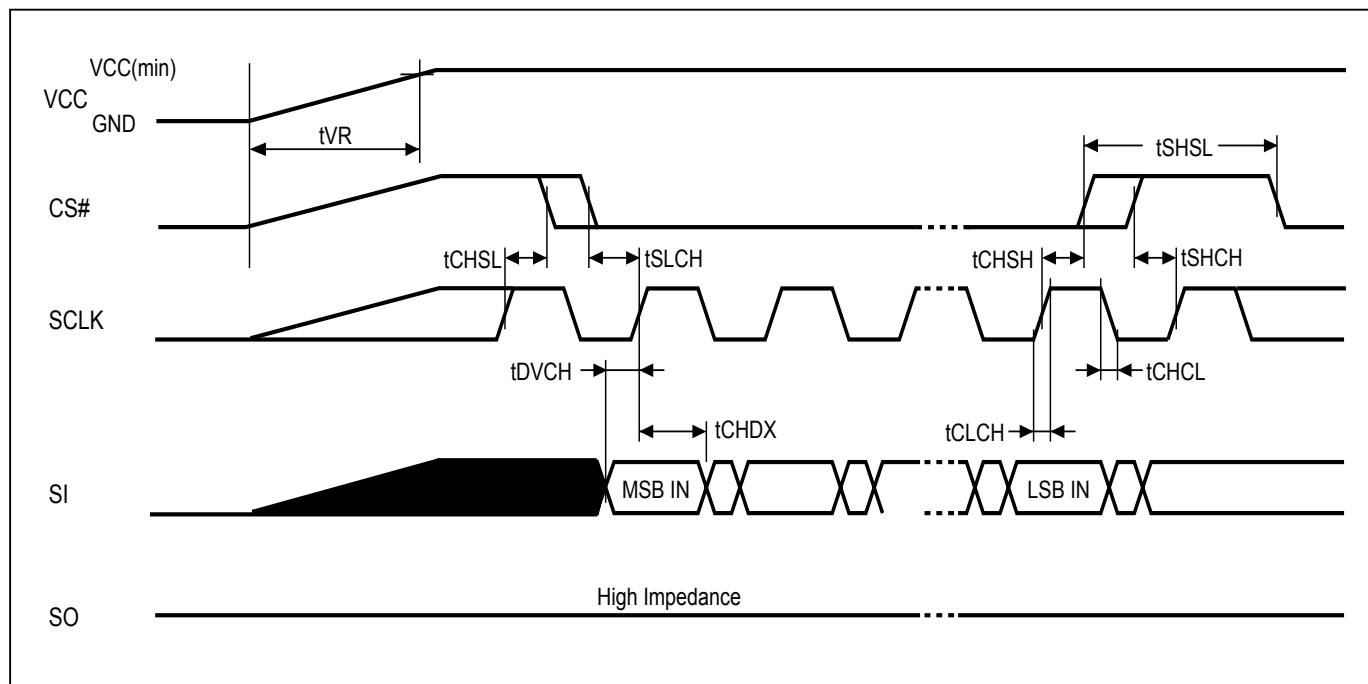 VCC(min)
VCC
GND
tVR
tSHSL
CS#
tCHSL
tSLCH
tCHSH
tSHCH
SCLK
tDVCH
tCHCL
tCHDX
tCLCH
SI
MSB IN
LSB IN
High Impedance
SO